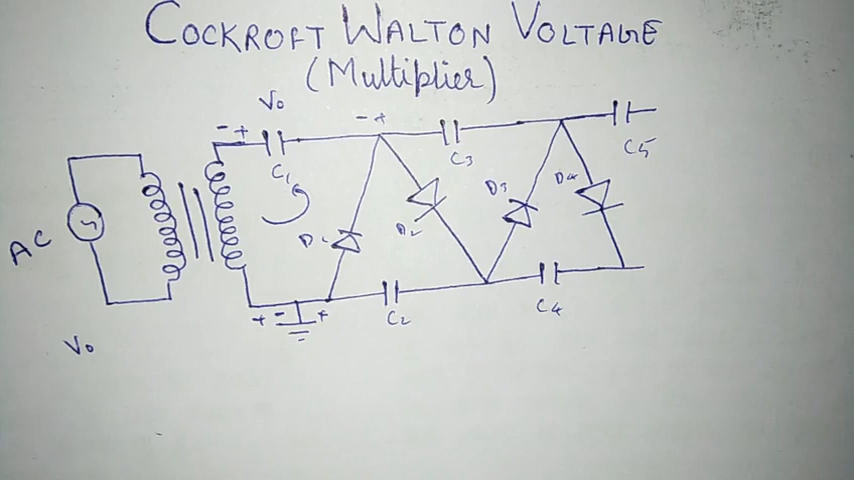 COCKROFT WALTON VOLTAGE
(Multiplier)
V₀
- +
- +
C₁
C₃
C5
D1
D2
D3
D4
AC
+ - +
C₂
C4
V₀